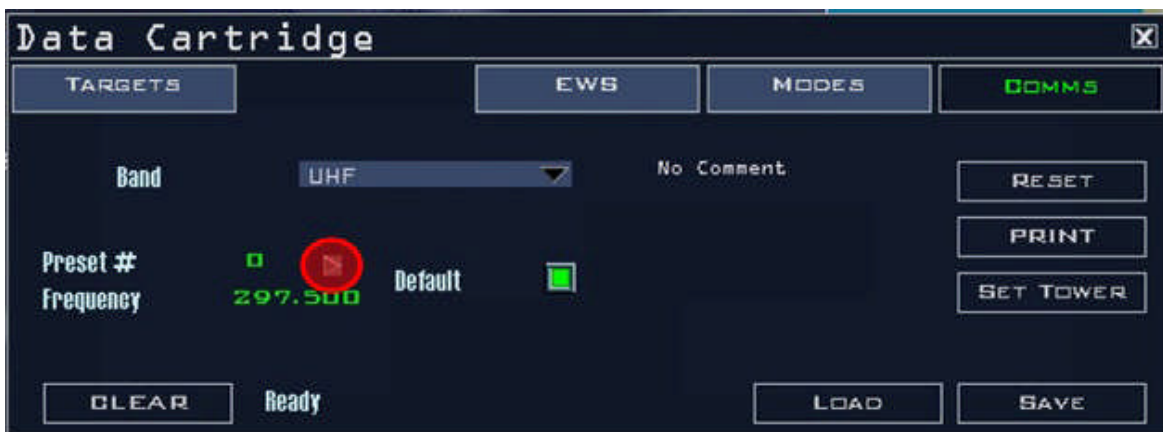 Data Cartridge
TARGETS EWS MODES COMMS
Band UHF No Comment RESET
PRINT
Preset # 0
Default
Frequency 297.500
SET TOWER
CLEAR Ready LOAD SAVE